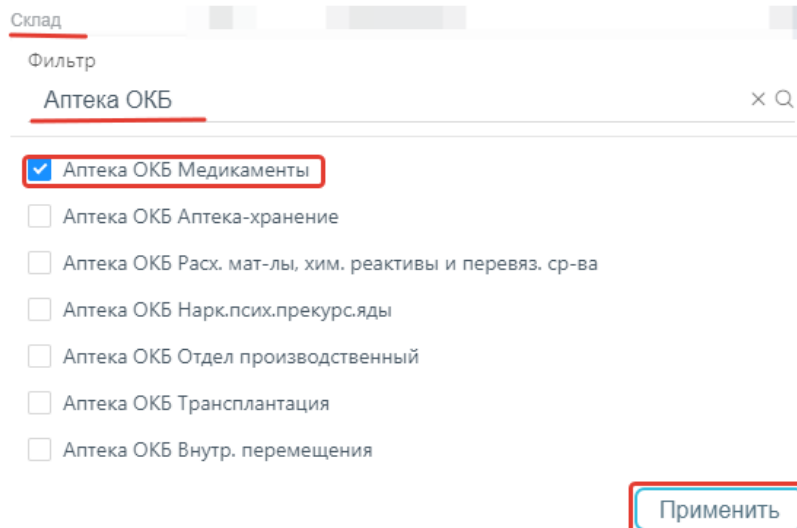 Склад
Фильтр
Аптека ОКБ
Аптека ОКБ Медикаменты
Аптека ОКБ Аптека-хранение
Аптека ОКБ Расх. мат-лы, хим. реактивы и перевяз. ср-ва
Аптека ОКБ Нарк.псих.прекурс.яды
Аптека ОКБ Отдел производственный
Аптека ОКБ Трансплантация
Аптека ОКБ Внутр. перемещения
Применить